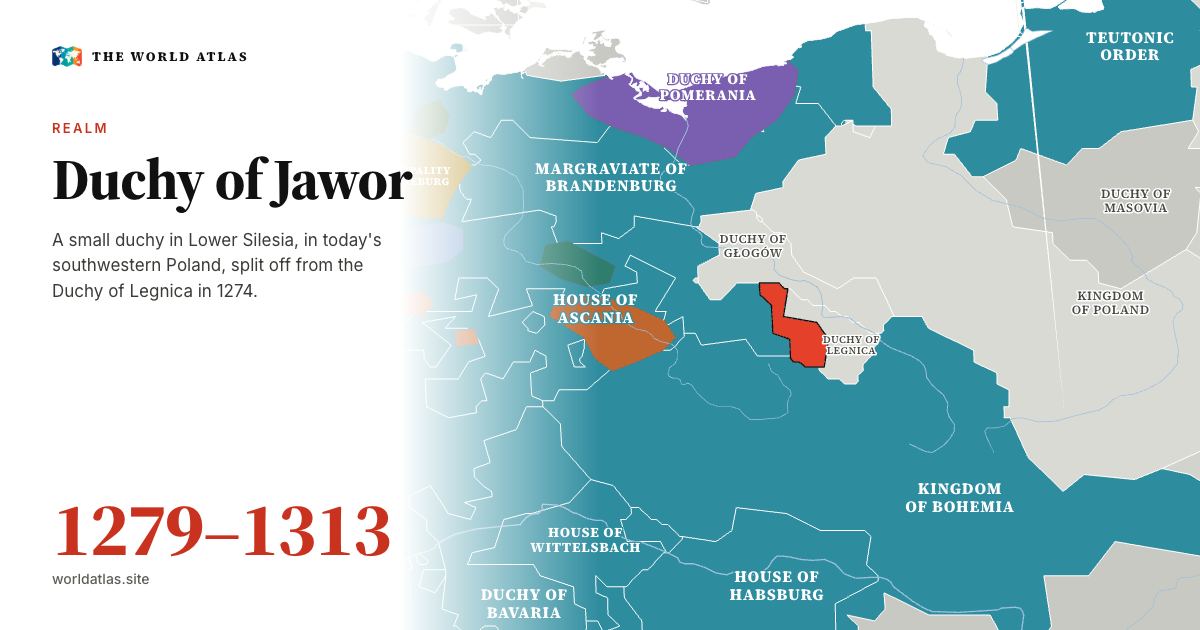 THE WORLD ATLAS
REALM
Duchy of Jawor
A small duchy in Lower Silesia, in today's
southwestern Poland, split off from the
Duchy of Legnica in 1274.
1279–1313
worldatlas.site
TEUTONIC
ORDER
DUCHY OF
POMERANIA
MARGRAVIATE OF
BRANDENBURG
DUCHY OF
MASOVIA
DUCHY OF
GŁOGÓW
KINGDOM
OF POLAND
HOUSE OF
ASCANIA
DUCHY OF
LEGNICA
KINGDOM
OF BOHEMIA
HOUSE OF
WITTELSBACH
HOUSE OF
HABSBURG
DUCHY OF
BAVARIA